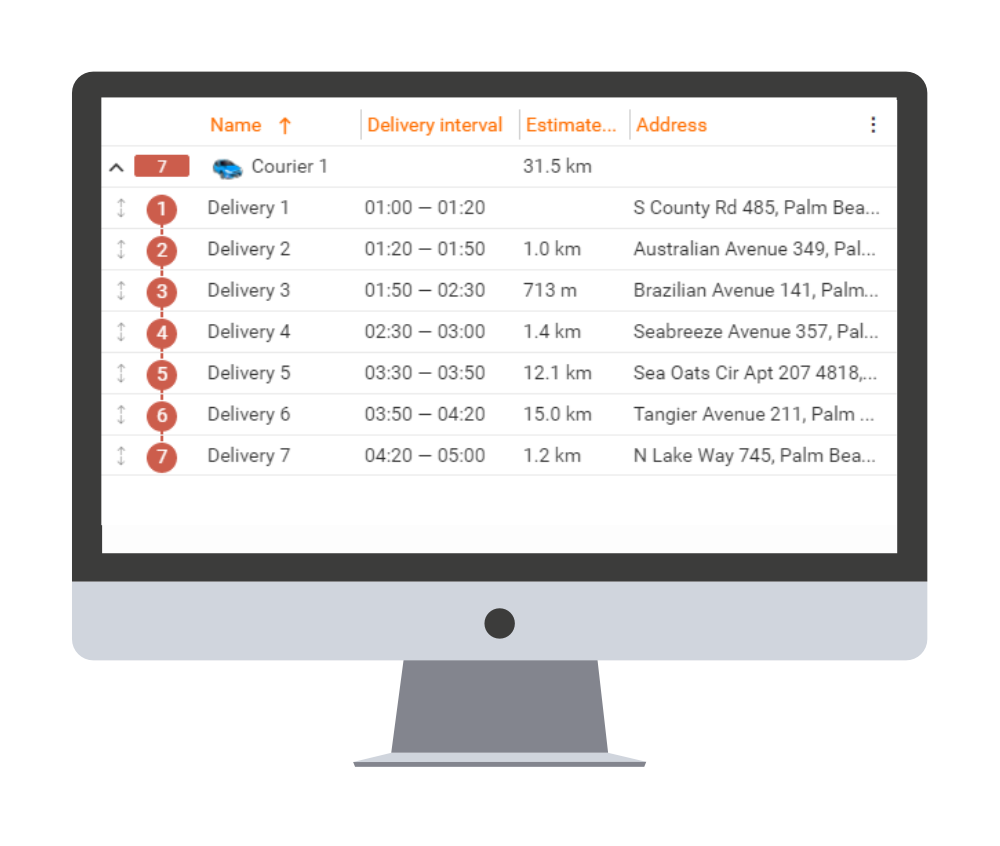 Name ↑ Delivery interval Estimate... Address
7 Courier 1 31.5 km
1 Delivery 1 01:00 — 01:20 S County Rd 485, Palm Bea...
2 Delivery 2 01:20 — 01:50 1.0 km Australian Avenue 349, Pal...
3 Delivery 3 01:50 — 02:30 713 m Brazilian Avenue 141, Palm...
4 Delivery 4 02:30 — 03:00 1.4 km Seabreeze Avenue 357, Pal...
5 Delivery 5 03:30 — 03:50 12.1 km Sea Oats Cir Apt 207 4818,...
6 Delivery 6 03:50 — 04:20 15.0 km Tangier Avenue 211, Palm ...
7 Delivery 7 04:20 — 05:00 1.2 km N Lake Way 745, Palm Bea...